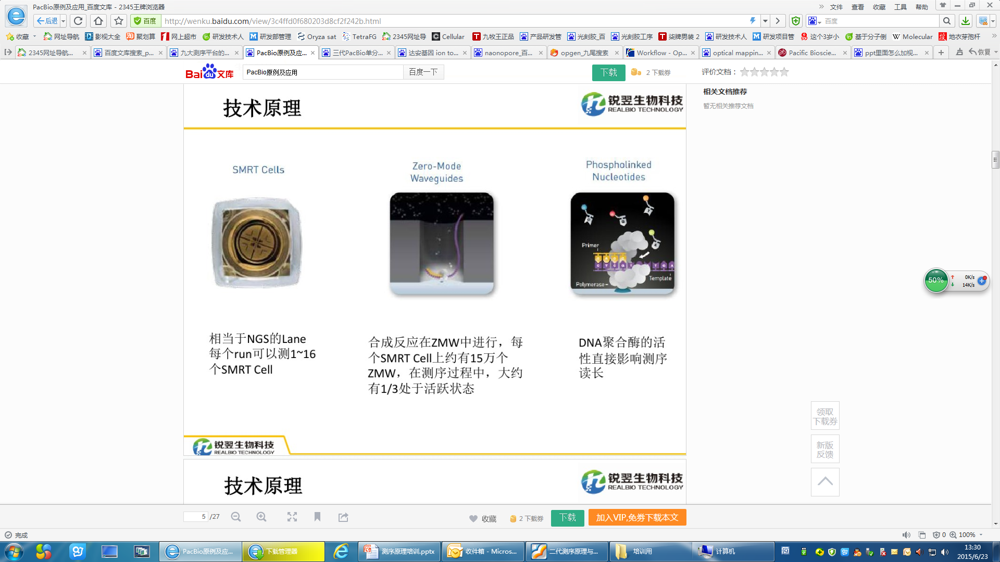 PacBio原例及应用_百度文库 - 2345王牌浏览器
文件 查看 收藏 工具 帮助
后退
百度
http://wenku.baidu.com/view/3c4ffd0f680203d8cf2f242b.html
百度
收藏 网址导航 影视大全 聚划算 网上超市 研发技术人 研发部管理 Oryza sat TetraFG 2345网址导 Cellular 九牧王正品 产品研发管 光刻胶_百 光刻胶工序 柒牌男装 2 研发技术人 研发项目管 这个3岁小 基于分子倒 Molecular 地衣芽孢杆
2345网址导航... 百度文库搜索_p... 九大测序平台的... PacBio原例及应... 三代PacBio单分... 达安基因 ion to... naonopore_百... opgen_九尾搜索 Workflow - Op... optical mappin... Pacific Bioscie... ppt里面怎么加视... 恢复
Bai du 文库
PacBio原例及应用
百度一下
下载
2 下载券
评价文档：
相关文档推荐
暂无相关推荐文档
技术原理
锐翌生物科技
REALBIO TECHNOLOGY
SMRT Cells
Zero-Mode
Waveguides
Phospholinked
Nucleotides
Primer
Template
Polymerase
相当于NGS的Lane
每个run可以测1~16
个SMRT Cell
合成反应在ZMW中进行，每
个SMRT Cell上约有15万个
ZMW，在测序过程中，大约
有1/3处于活跃状态
DNA聚合酶的活
性直接影响测序
读长
50%
0K/s
14K/s
锐翌生物科技
REALBIO TECHNOLOGY
技术原理
锐翌生物科技
REALBIO TECHNOLOGY
领取
下载券
新版
反馈
5 /27
收藏
2 下载券
下载
加入VIP,免券下载本文
完成
0
100%
PacBio原例及应...
下载管理器
测序原理培训.pptx
收件箱 - Micros...
二代测序原理与...
培训用
计算机
13:30
2015/6/23